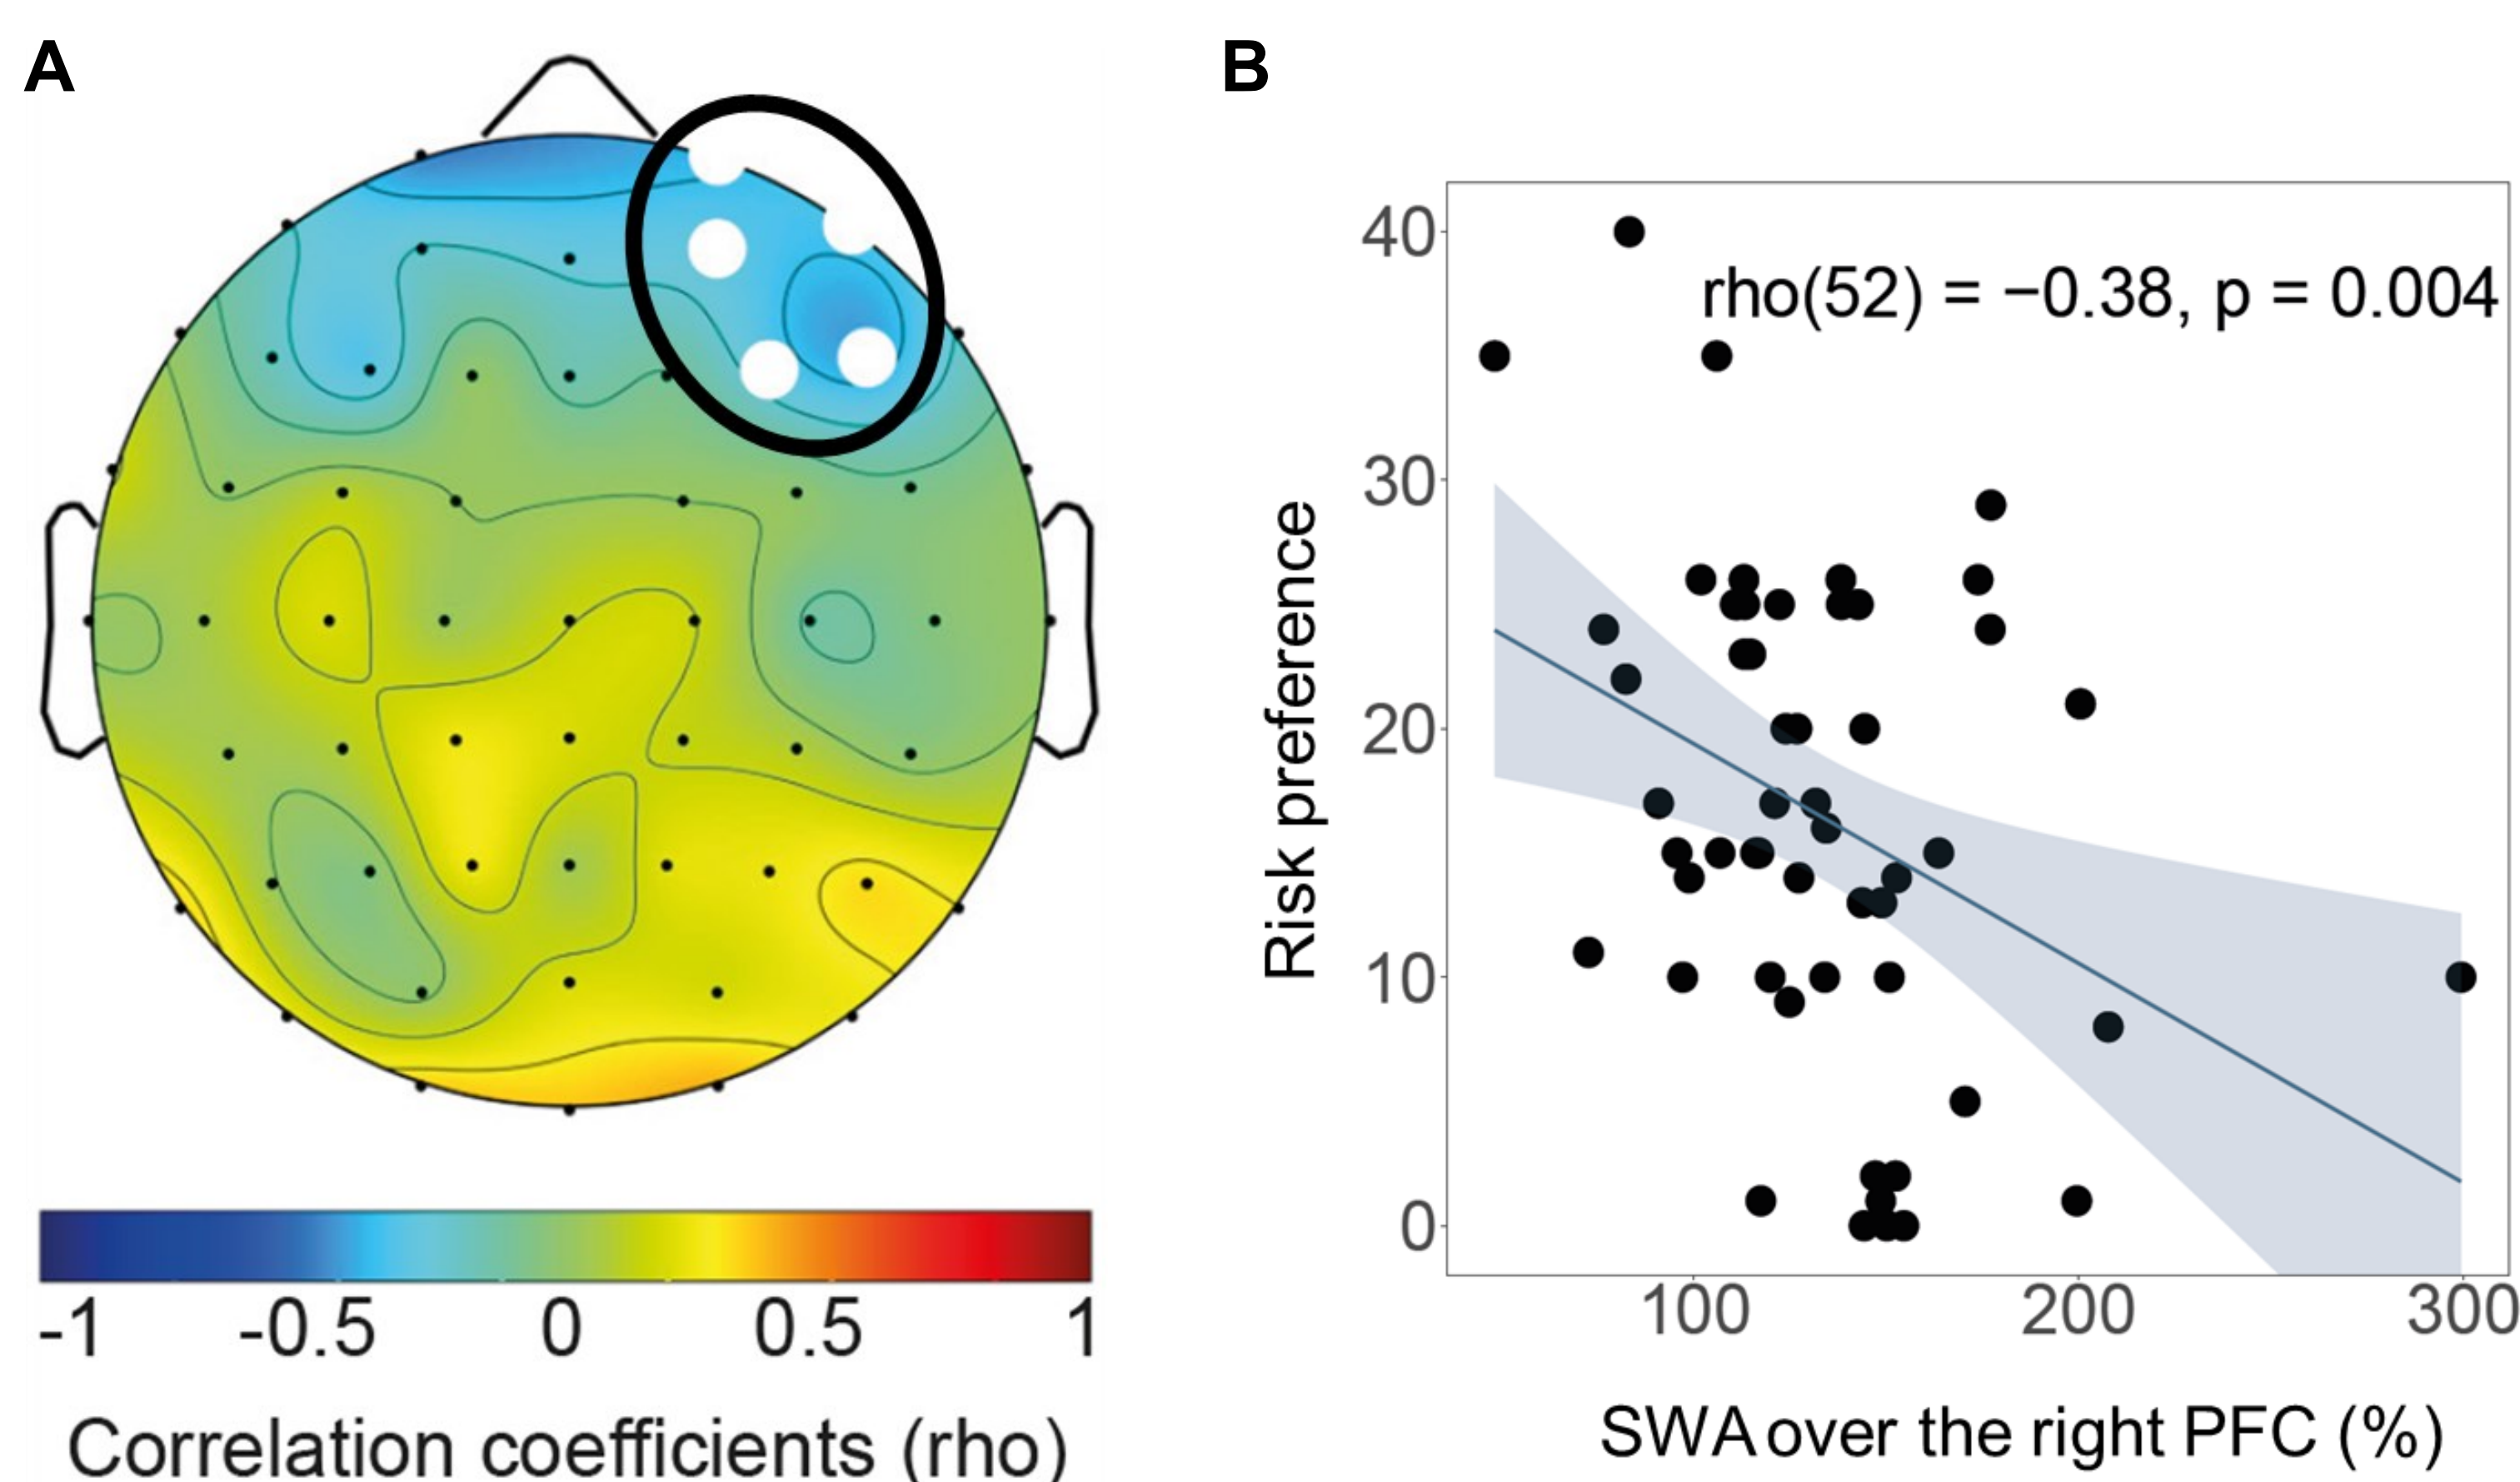 A
B
-1 -0.5 0 0.5 1
Correlation coefficients (rho)
rho(52) = −0.38, p = 0.004
Risk preference
40
30
20
10
0
100 200 300
SWA over the right PFC (%)